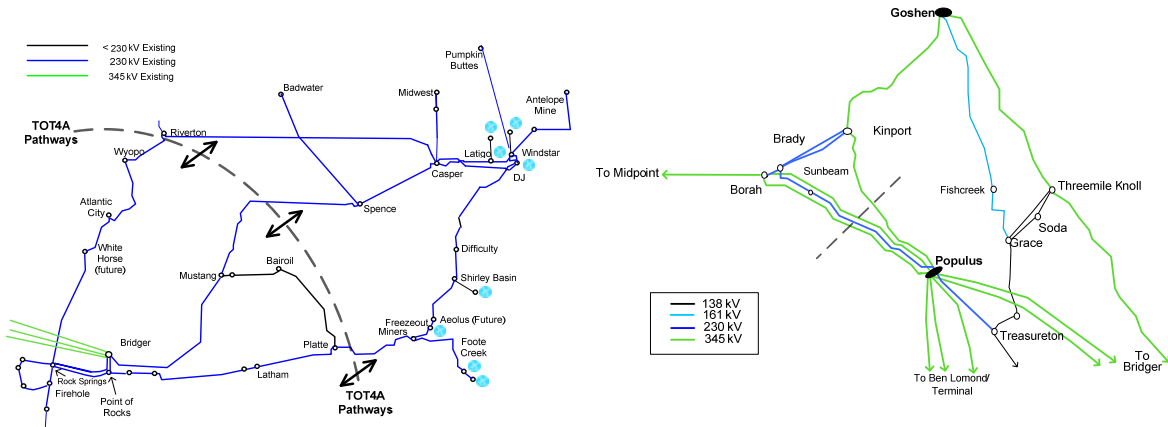 < 230 kV Existing
230 kV Existing
345 kV Existing
Pumpkin
Buttes
Badwater
Midwest
Antelope
Mine
TOT4A
Pathways
Riverton
Wyopo
Latigo
Windstar
Casper
DJ
Atlantic
City
Spence
White
Horse
(future)
Difficulty
Mustang
Bairoil
Shirley Basin
Freezeout
Aeolus (Future)
Miners
Foote
Creek
Bridger
Platte
Latham
Rock Springs
Firehole
Point of
Rocks
TOT4A
Pathways
Goshen
Brady
Kinport
To Midpoint
Sunbeam
Borah
Fishcreek
Threemile Knoll
Soda
Grace
Populus
138 kV
161 kV
230 kV
345 kV
Treasureton
To
Bridger
To Ben Lomond/
Terminal